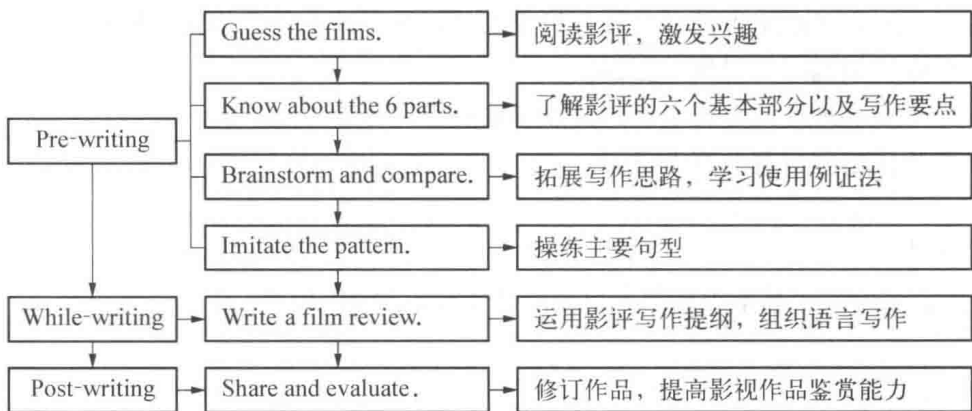 Guess the films.
阅读影评，激发兴趣
Know about the 6 parts.
了解影评的六个基本部分以及写作要点
Pre-writing
Brainstorm and compare.
拓展写作思路，学习使用例证法
Imitate the pattern.
操练主要句型
While-writing
Write a film review.
运用影评写作提纲，组织语言写作
Post-writing
Share and evaluate.
修订作品，提高影视作品鉴赏能力